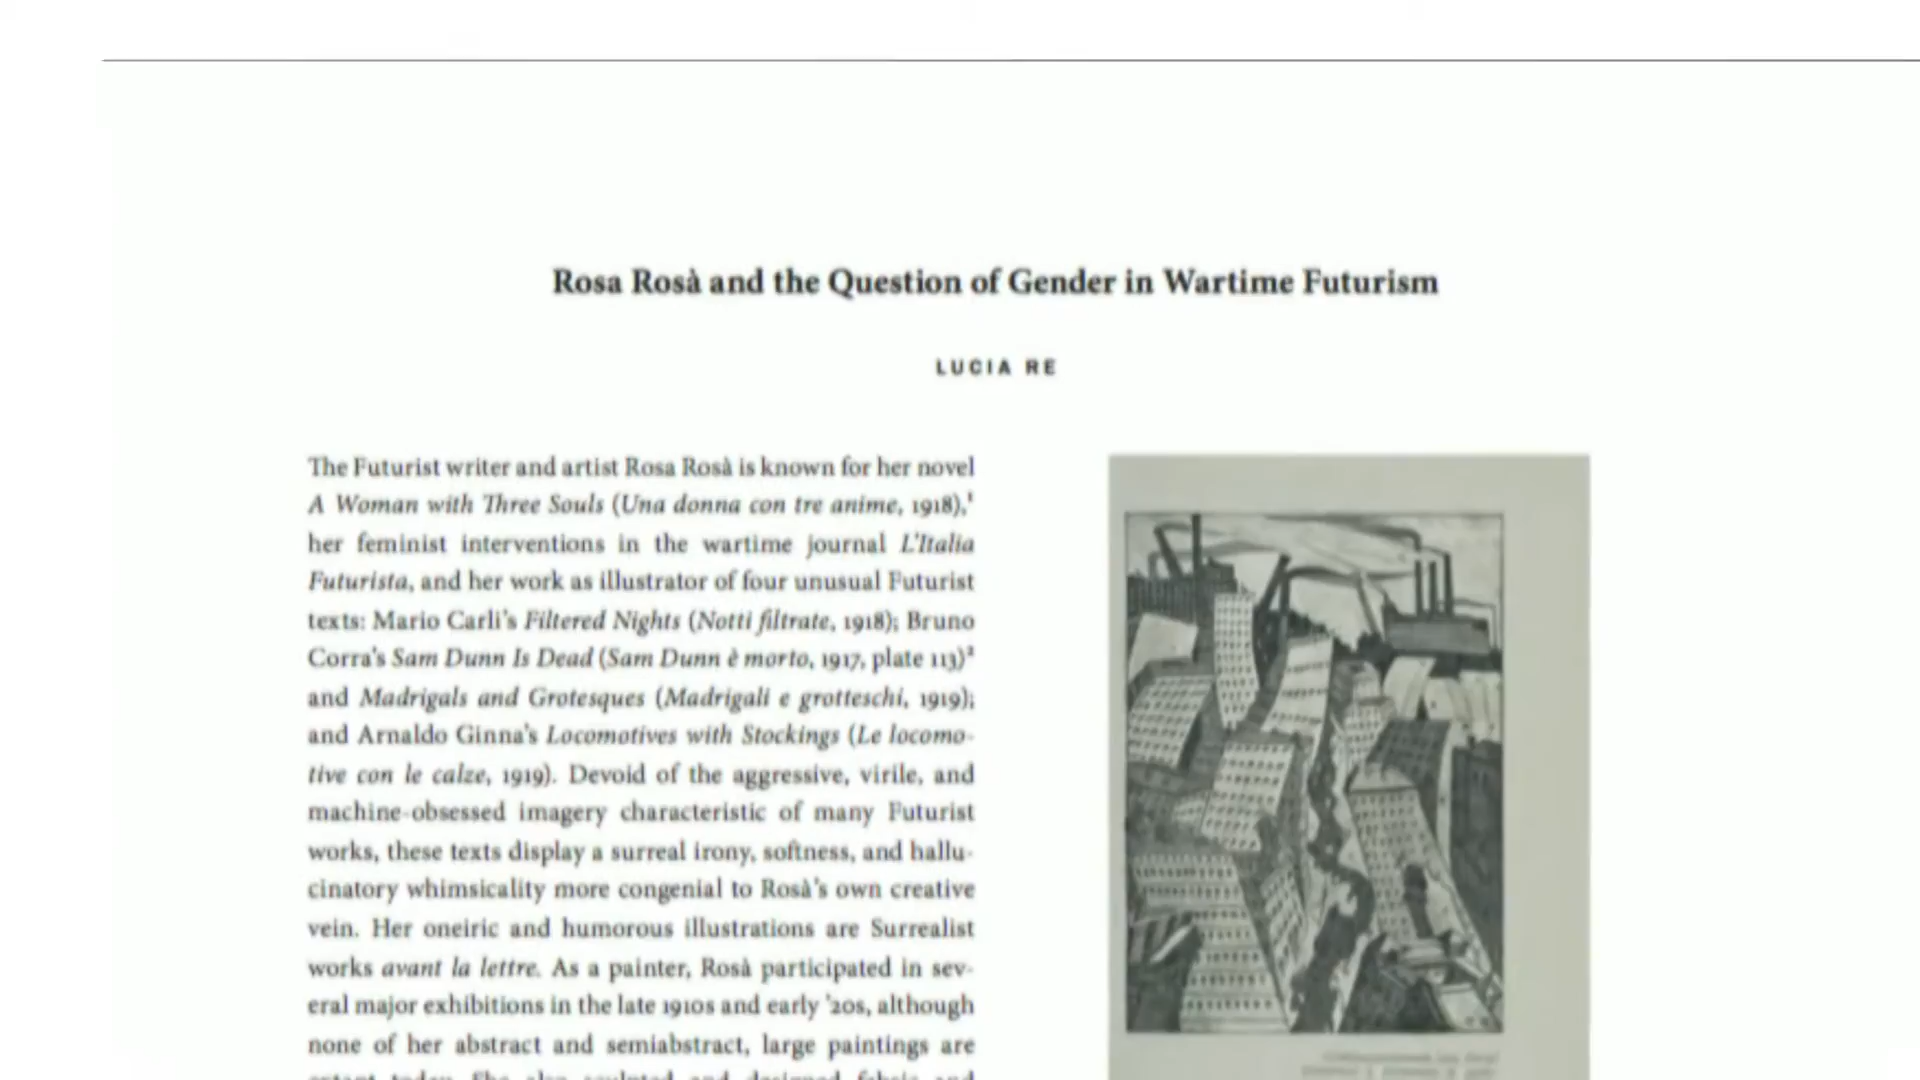 Rosa Rosà and the Question of Gender in Wartime Futurism
LUCIA RE
The Futurist writer and artist Rosa Rosà is known for her novel
A Woman with Three Souls (Una donna con tre anime, 1918),¹
her feminist interventions in the wartime journal L'Italia
Futurista, and her work as illustrator of four unusual Futurist
texts: Mario Carli's Filtered Nights (Notti filtrate, 1918); Bruno
Corra's Sam Dunn Is Dead (Sam Dunn è morto, 1917, plate 113)²
and Madrigals and Grotesques (Madrigali e grotteschi, 1919);
and Arnaldo Ginna's Locomotives with Stockings (Le locomo-
tive con le calze, 1919). Devoid of the aggressive, virile, and
machine-obsessed imagery characteristic of many Futurist
works, these texts display a surreal irony, softness, and hallu-
cinatory whimsicality more congenial to Rosà's own creative
vein. Her oneiric and humorous illustrations are Surrealist
works avant la lettre. As a painter, Rosà participated in sev-
eral major exhibitions in the late 1910s and early '20s, although
none of her abstract and semiabstract, large paintings are